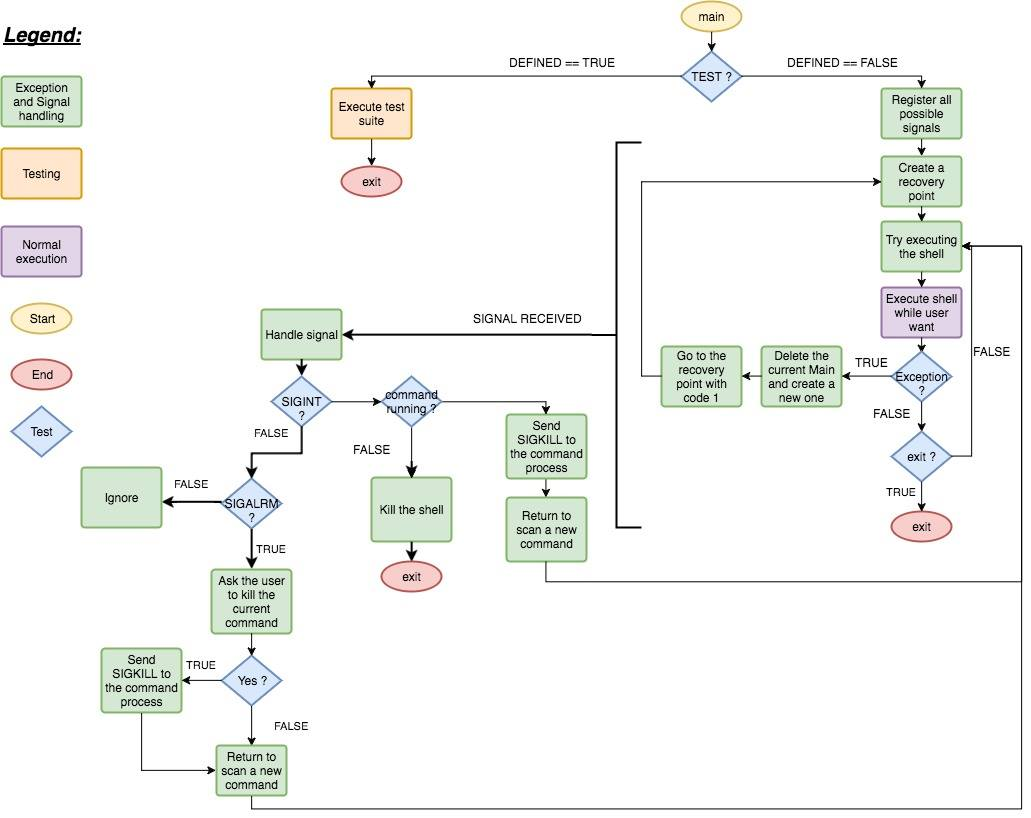 Legend:
Exception
and Signal
handling
Testing
Normal
execution
Start
End
Test
main
TEST ?
DEFINED == TRUE
DEFINED == FALSE
Execute test
suite
exit
Register all
possible
signals
Create a
recovery
point
Try executing
the shell
Execute shell
while user
want
Exception
?
TRUE
Delete the
current Main
and create a
new one
Go to the
recovery
point with
code 1
FALSE
exit ?
FALSE
TRUE
exit
SIGNAL RECEIVED
Handle signal
SIGINT
?
command
running ?
Send
SIGKILL to
the command
process
Return to
scan a new
command
FALSE
Kill the shell
exit
FALSE
SIGALRM
?
FALSE
Ignore
TRUE
Ask the user
to kill the
current
command
Yes ?
TRUE
Send
SIGKILL to
the command
process
FALSE
Return to
scan a new
command